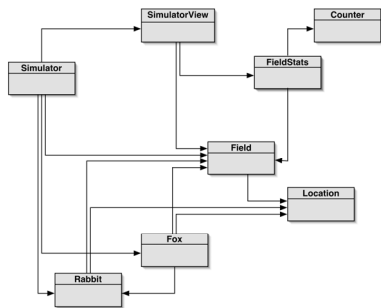 SimulatorView
Counter
Simulator
FieldStats
Field
Location
Fox
Rabbit